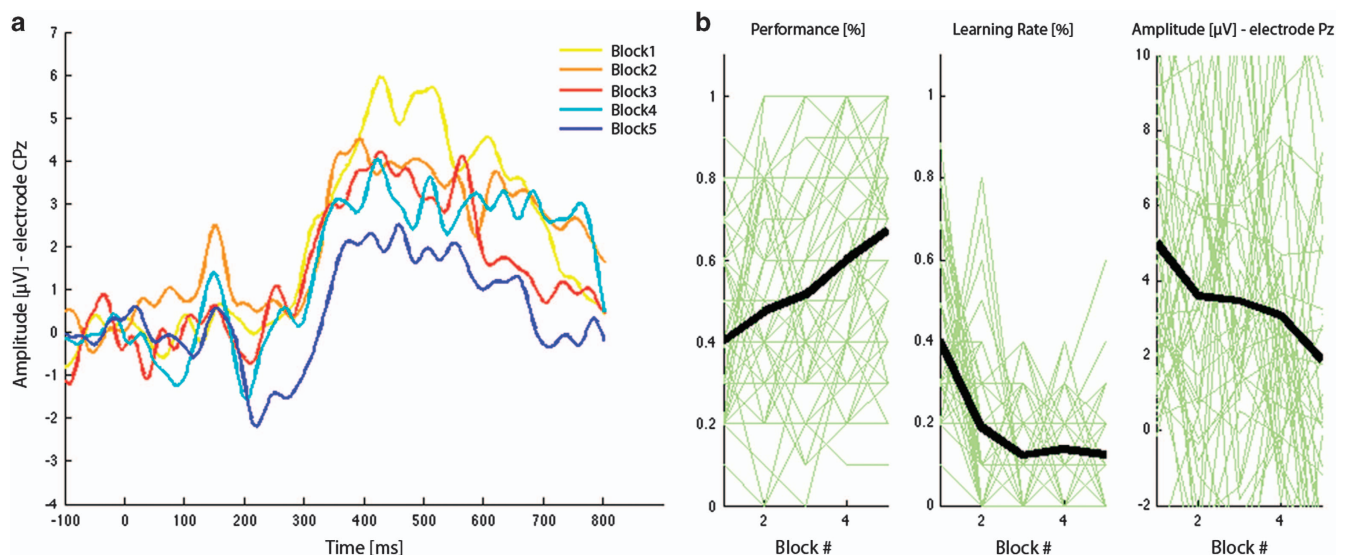 a
Amplitude [µV] - electrode CPz
7
6
5
4
3
2
1
0
-1
-2
-3
-4
-100 0 100 200 300 400 500 600 700 800
Time [ms]
Block1
Block2
Block3
Block4
Block5
b
Performance [%]
1
0.8
0.6
0.4
0.2
0
2 4
Block #
Learning Rate [%]
1
0.8
0.6
0.4
0.2
0
2 4
Block #
Amplitude [µV] - electrode Pz
10
8
6
4
2
0
-2
2 4
Block #